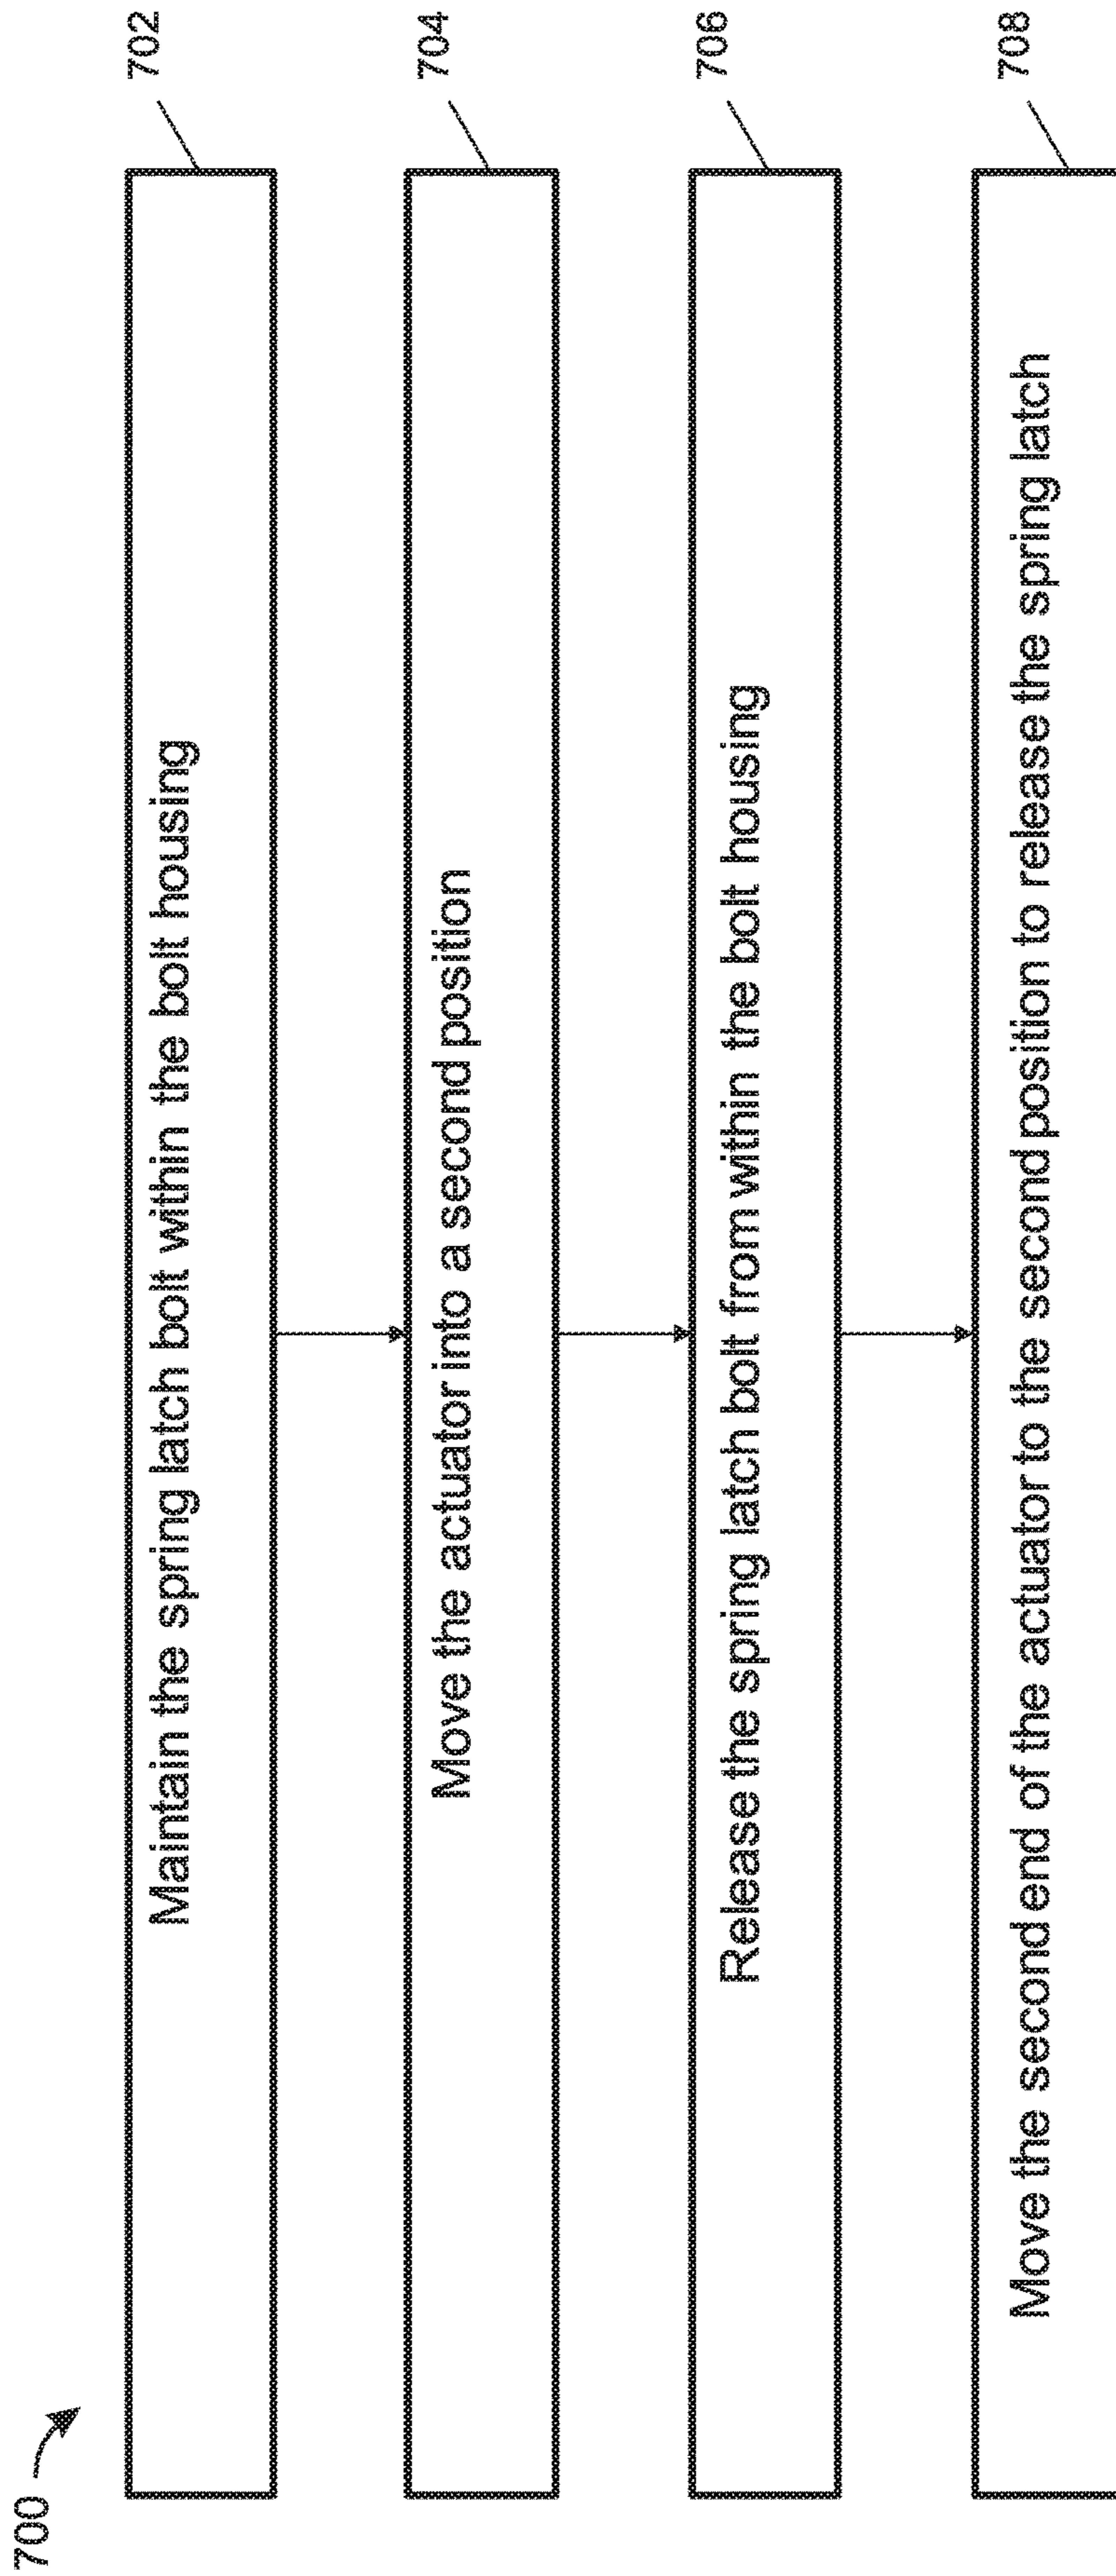 700
702
Maintain the spring latch bolt within the bolt housing
704
Move the actuator into a second position
706
Release the spring latch bolt from within the bolt housing
708
Move the second end of the actuator to the second position to release the spring latch